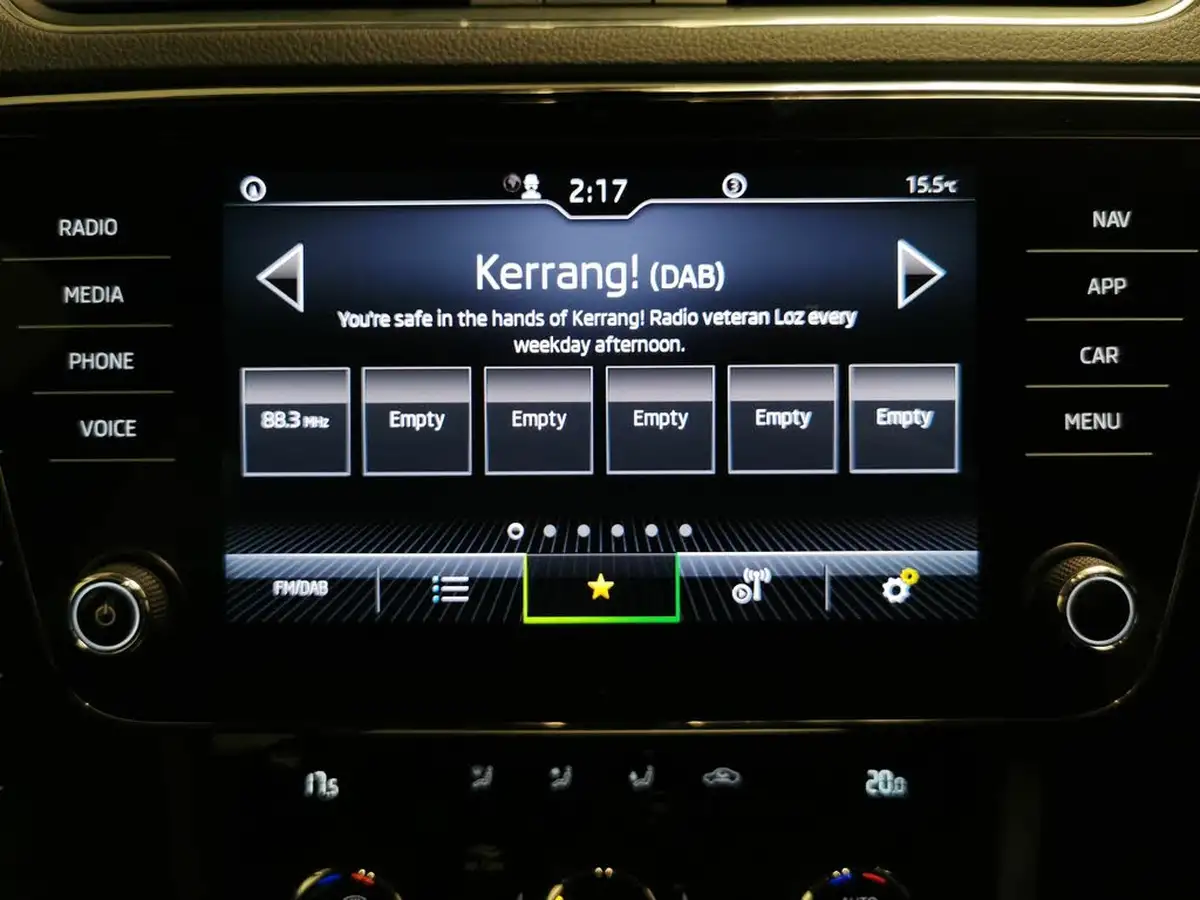 2:17
3
15.5°C
RADIO
MEDIA
PHONE
VOICE
Kerrang! (DAB)
You're safe in the hands of Kerrang! Radio veteran Loz every
weekday afternoon.
88.3 MHz
Empty
Empty
Empty
Empty
Empty
FM/DAB
NAV
APP
CAR
MENU
17.5
20.0
AUTO